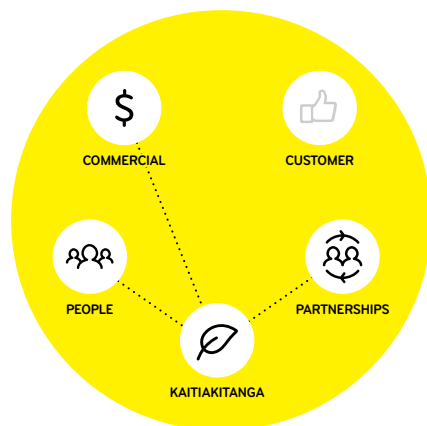 $
COMMERCIAL
CUSTOMER
PEOPLE
PARTNERSHIPS
KAITIAKITANGA